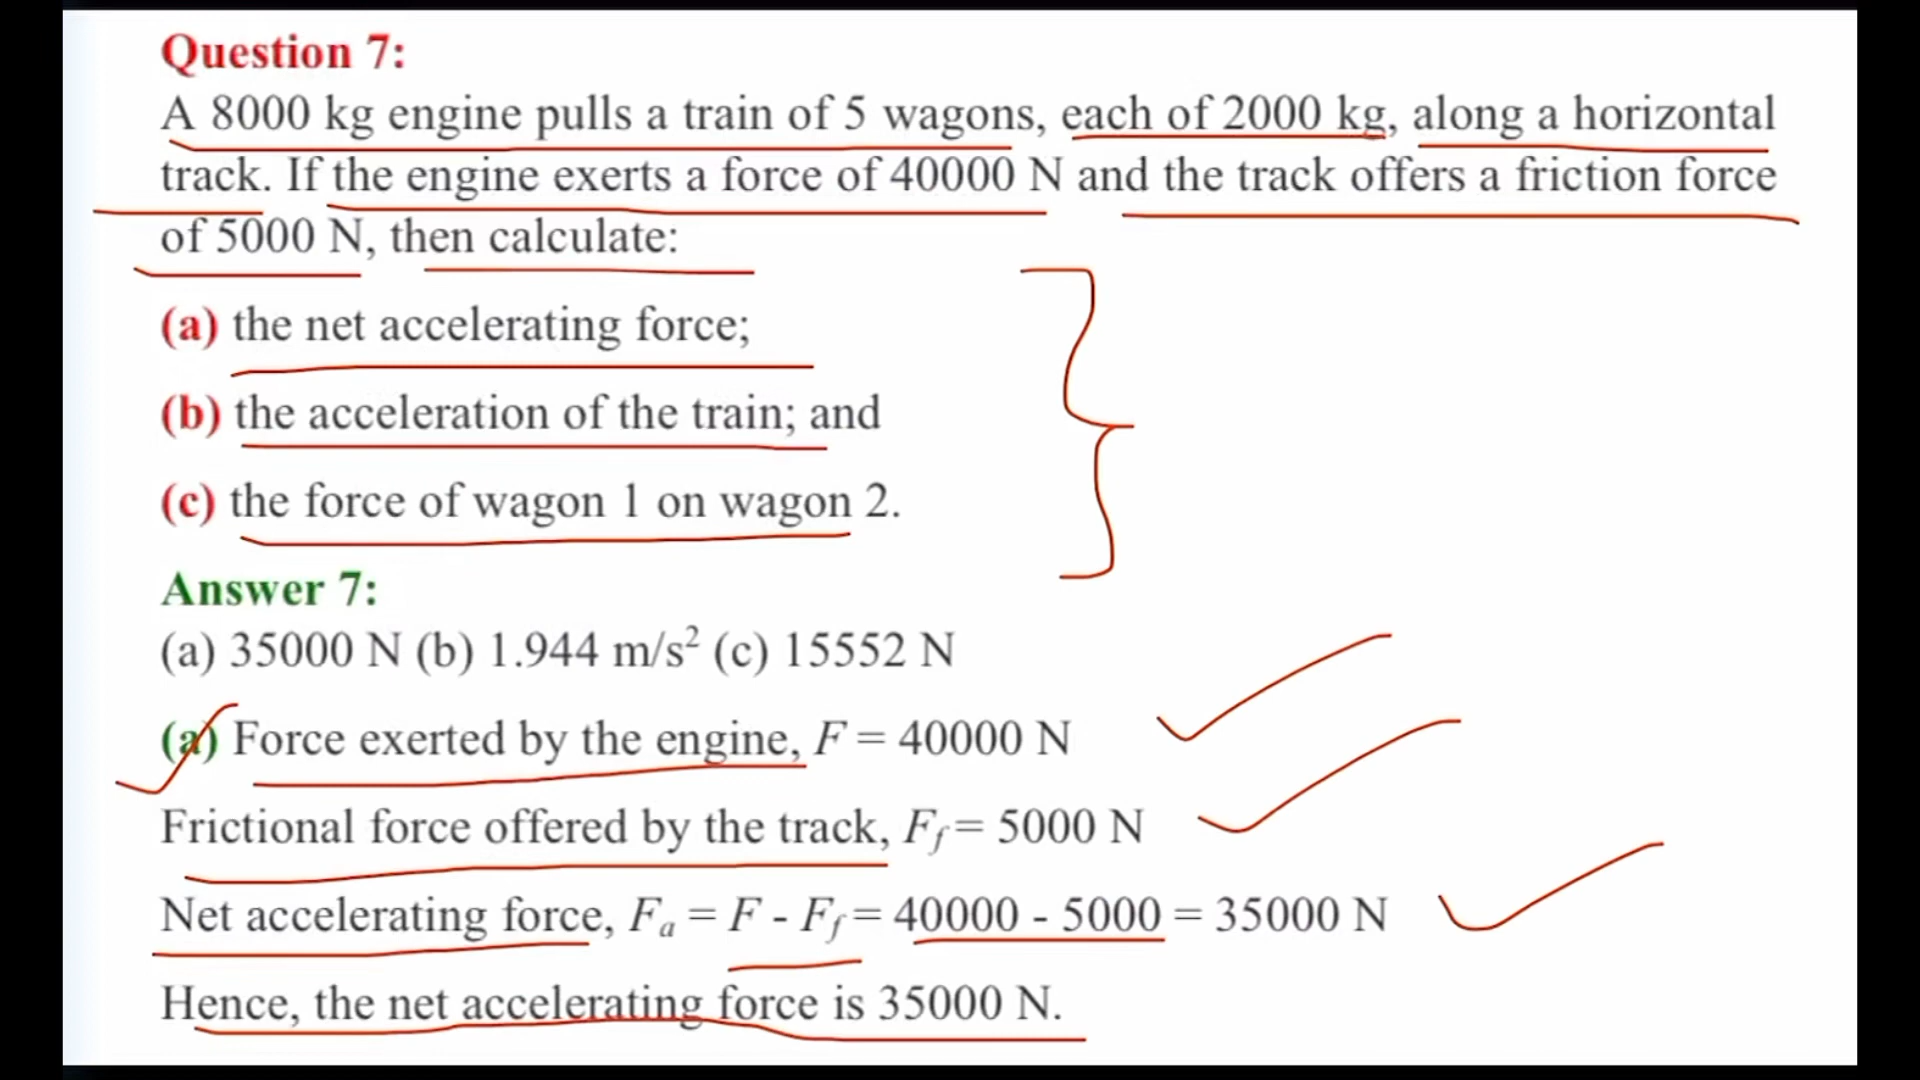 Question 7:
A 8000 kg engine pulls a train of 5 wagons, each of 2000 kg, along a horizontal
track. If the engine exerts a force of 40000 N and the track offers a friction force
of 5000 N, then calculate:
(a) the net accelerating force;
(b) the acceleration of the train; and
(c) the force of wagon 1 on wagon 2.
Answer 7:
(a) 35000 N (b) 1.944 m/s² (c) 15552 N
(a) Force exerted by the engine, F = 40000 N
Frictional force offered by the track, F_f = 5000 N
Net accelerating force, F_a = F - F_f = 40000 - 5000 = 35000 N
Hence, the net accelerating force is 35000 N.